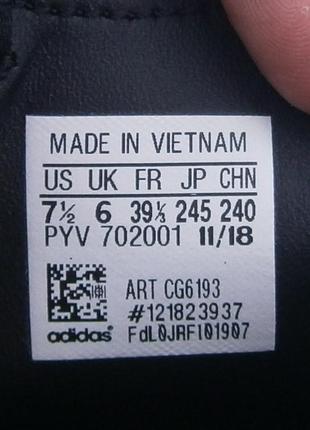 MADE IN VIETNAM
US UK FR JP CHN
7½ 6 39⅓ 245 240
PYV 702001 11/18
ART CG6193
#121823937
adidas FdL0JRFI01907